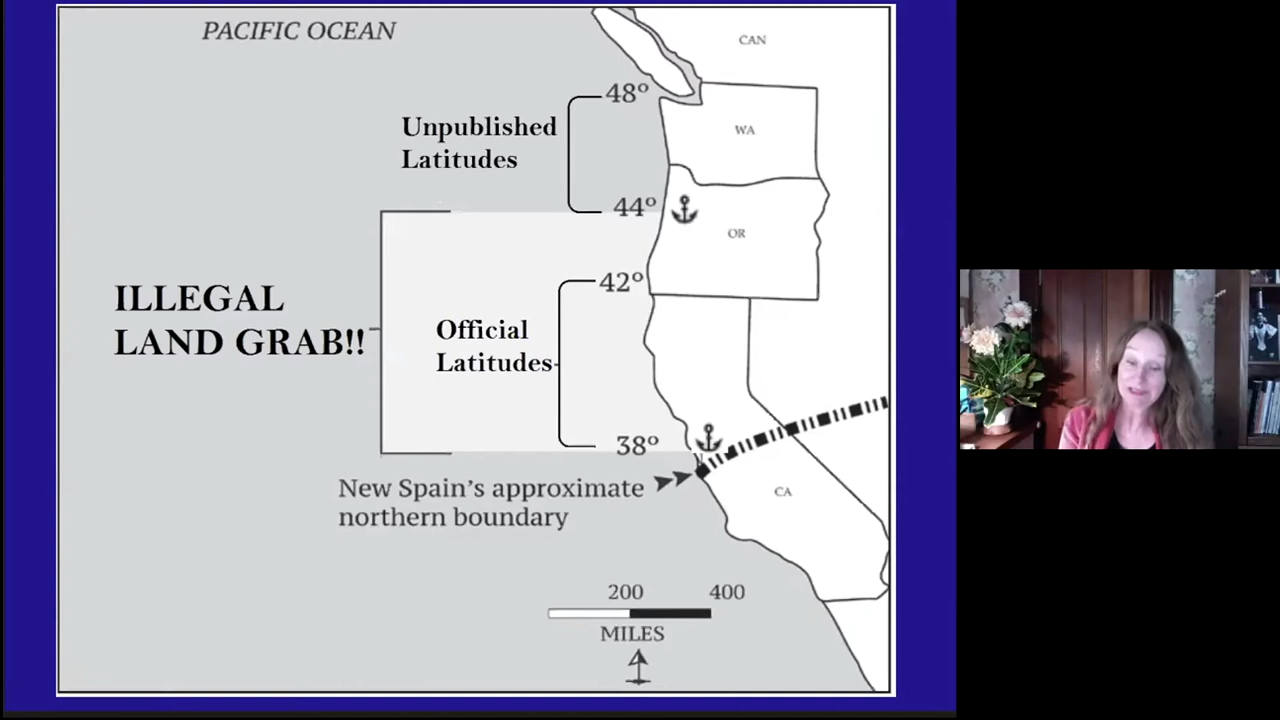 PACIFIC OCEAN
CAN
48°
Unpublished
Latitudes
WA
44°
OR
42°
ILLEGAL
LAND GRAB!!
Official
Latitudes
38°
New Spain's approximate
northern boundary
CA
200 400
MILES